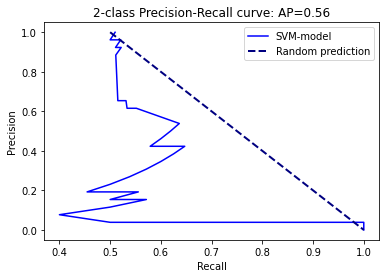 2-class Precision-Recall curve: AP=0.56
SVM-model
Random prediction
Precision
1.0
0.8
0.6
0.4
0.2
0.0
0.4 0.5 0.6 0.7 0.8 0.9 1.0
Recall